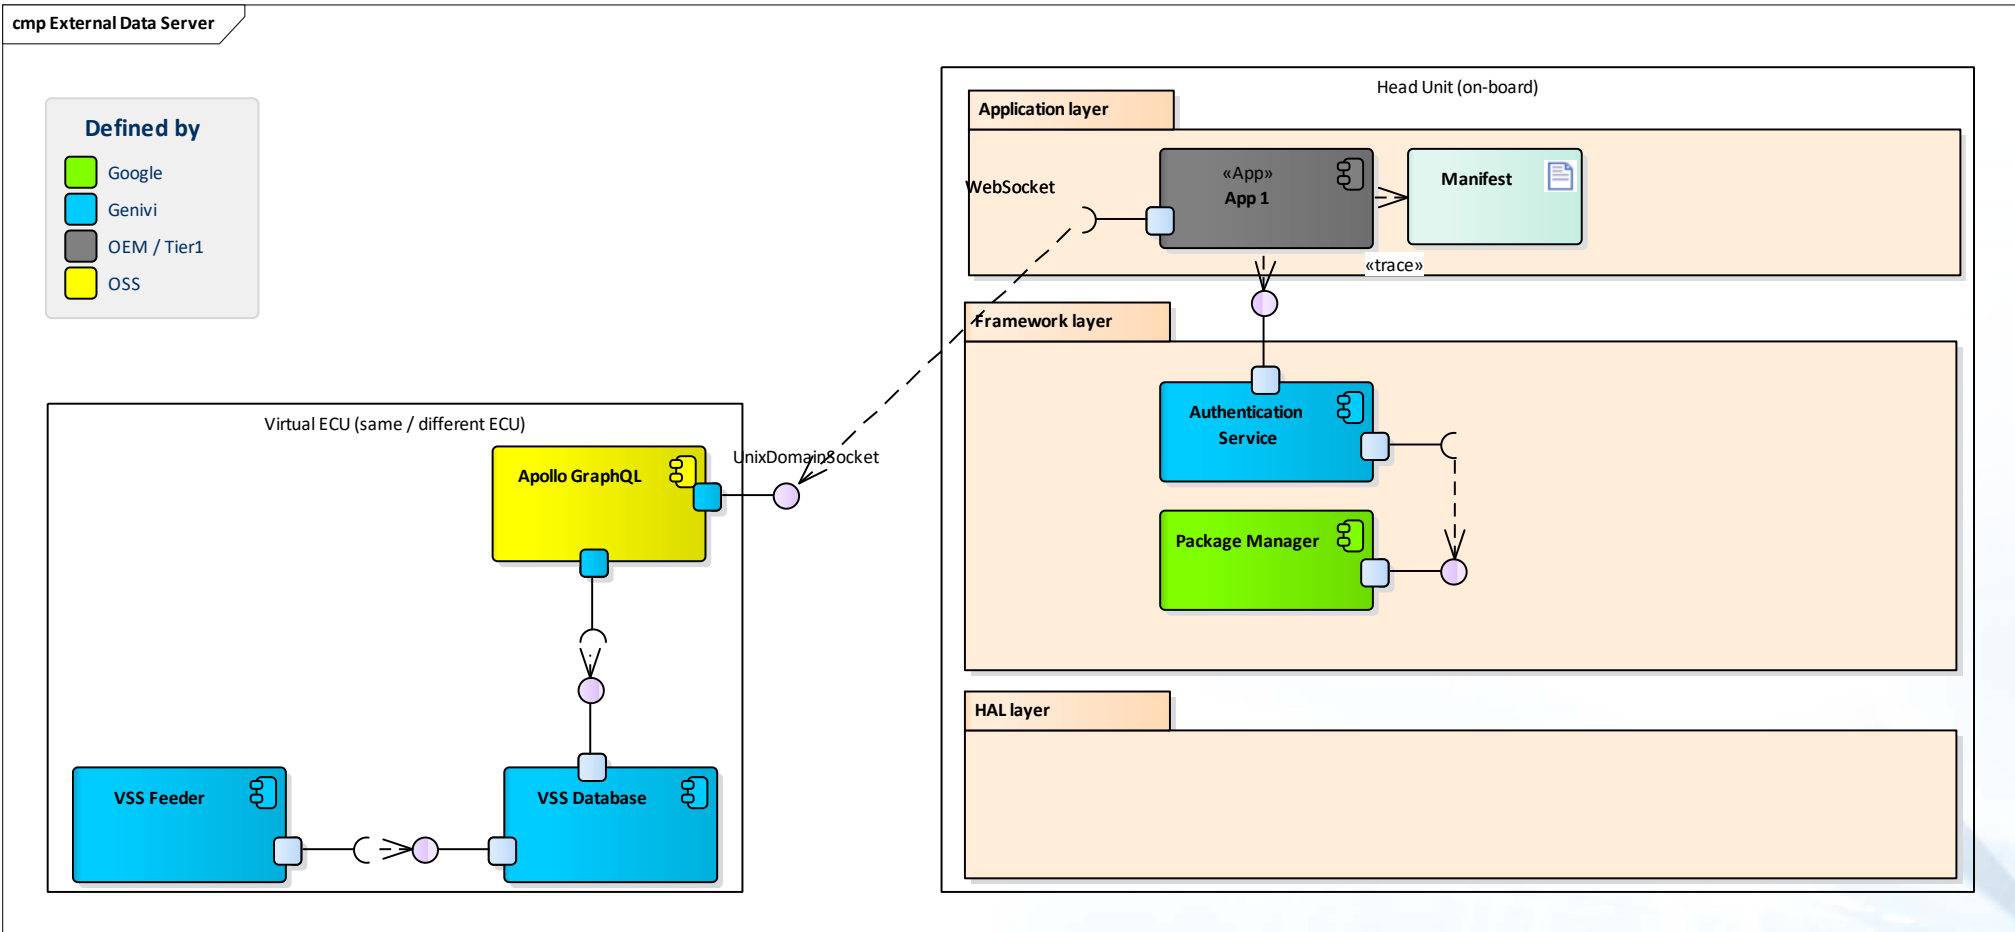 cmp External Data Server
Defined by
Google
Genivi
OEM / Tier1
OSS
Head Unit (on-board)
Application layer
WebSocket
«App»
App 1
Manifest
«trace»
Framework layer
Authentication
Service
Package Manager
HAL layer
Virtual ECU (same / different ECU)
Apollo GraphQL
UnixDomainSocket
VSS Feeder
VSS Database